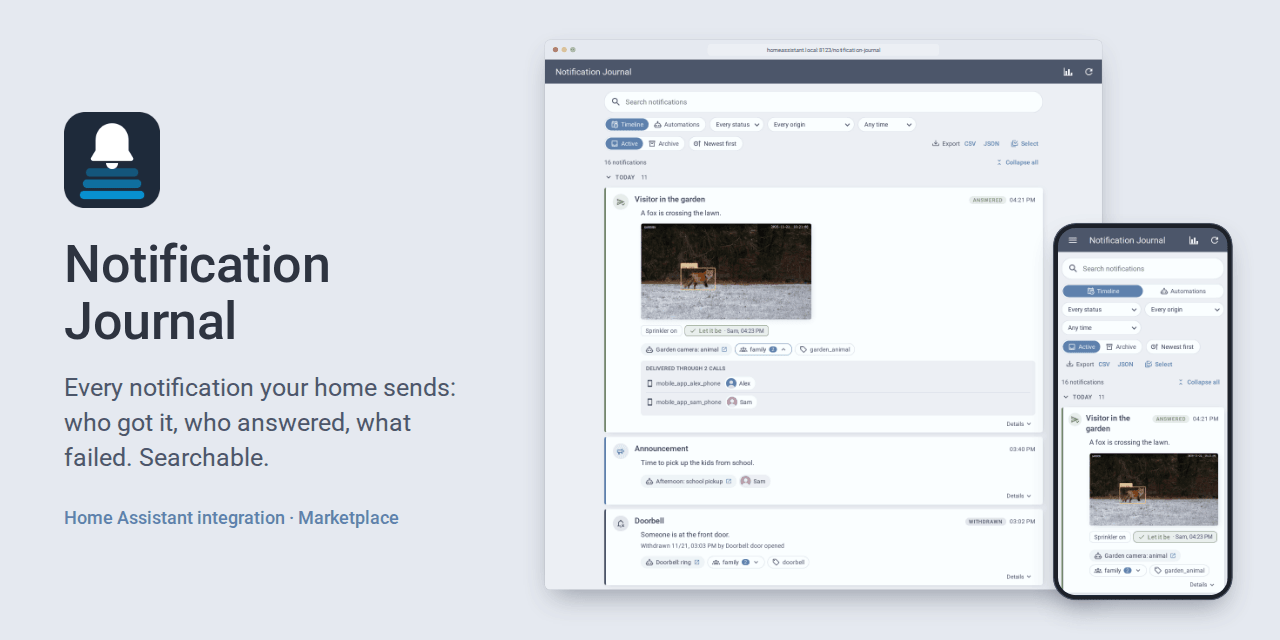 Notification
Journal
Every notification your home sends:
who got it, who answered, what
failed. Searchable.
Home Assistant integration · Marketplace
homeassistant.local:8123/notification-journal
Notification Journal
Search notifications
Timeline Automations Every status Every origin Any time
Active Archive Newest first Export CSV JSON Select
16 notifications Collapse all
TODAY 11
Visitor in the garden ANSWERED 04:21 PM
A fox is crossing the lawn.
Sprinkler on Let it be · Sam, 04:23 PM
Garden camera: animal family 2 garden_animal
DELIVERED THROUGH 2 CALLS
mobile_app_alex_phone Alex
mobile_app_sam_phone Sam
Details
Announcement 03:40 PM
Time to pick up the kids from school.
Afternoon: school pickup Sam
Details
Doorbell WITHDRAWN 03:02 PM
Someone is at the front door.
Withdrawn 11/21, 03:03 PM by Doorbell door opened
Doorbell ring family 2 doorbell
Details
Notification Journal
Search notifications
Timeline Automations
Every status Every origin
Any time
Active Archive Newest first
Export CSV JSON Select
16 notifications Collapse all
TODAY 11
Visitor in the
garden ANSWERED 04:21 PM
A fox is crossing the lawn.
Sprinkler on Let it be · Sam, 04:23 PM
Garden camera: animal
family 2 garden_animal
Details